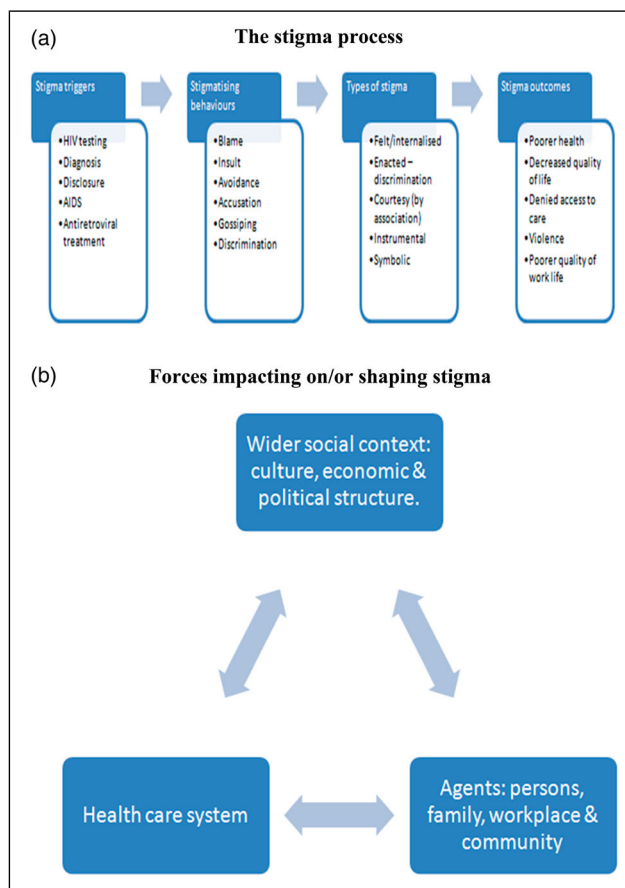 (a)
The stigma process
Stigma triggers
•HIV testing
•Diagnosis
•Disclosure
•AIDS
•Antiretroviral
treatment
Stigmatising
behaviours
•Blame
•Insult
•Avoidance
•Accusation
•Gossiping
•Discrimination
Types of stigma
•Felt/internalised
•Enacted –
discrimination
•Courtesy (by
association)
•Instrumental
•Symbolic
Stigma outcomes
•Poorer health
•Decreased quality
of life
•Denied access to
care
•Violence
•Poorer quality of
work life
(b)
Forces impacting on/or shaping stigma
Wider social context:
culture, economic &
political structure.
Health care system
Agents: persons,
family, workplace &
community